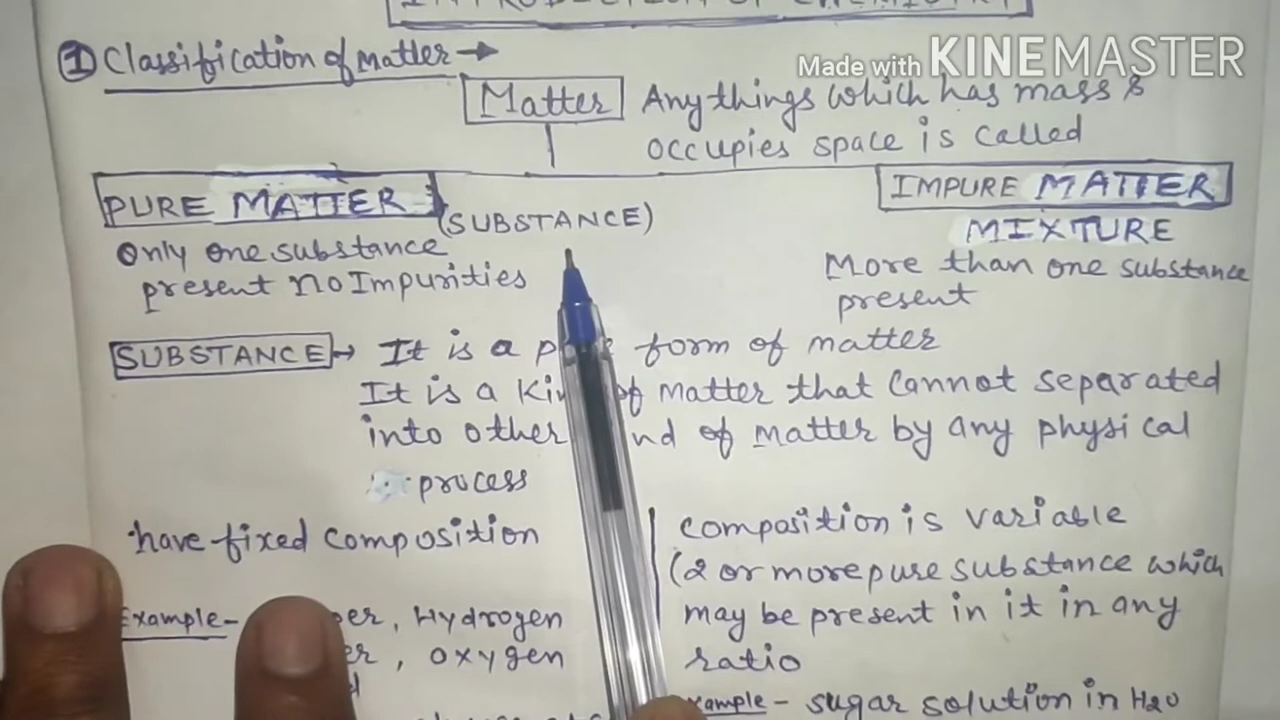 INTRODUCTION OF CHEMISTRY
Made with KINEMASTER
① Classification of Matter →
Matter Any things which has mass &
occupies space is called
PURE MATTER (SUBSTANCE)
Only one substance
present No Impurities
IMPURE MATTER
MIXTURE
More than one substance
present
SUBSTANCE → It is a form of matter
It is a of Matter that cannot separated
into other of Matter by any physical
process
have fixed composition
Example- Hydrogen
, oxygen
composition is variable
(2 or more pure substance which
may be present in it in any
ratio
- sugar solution in H2O